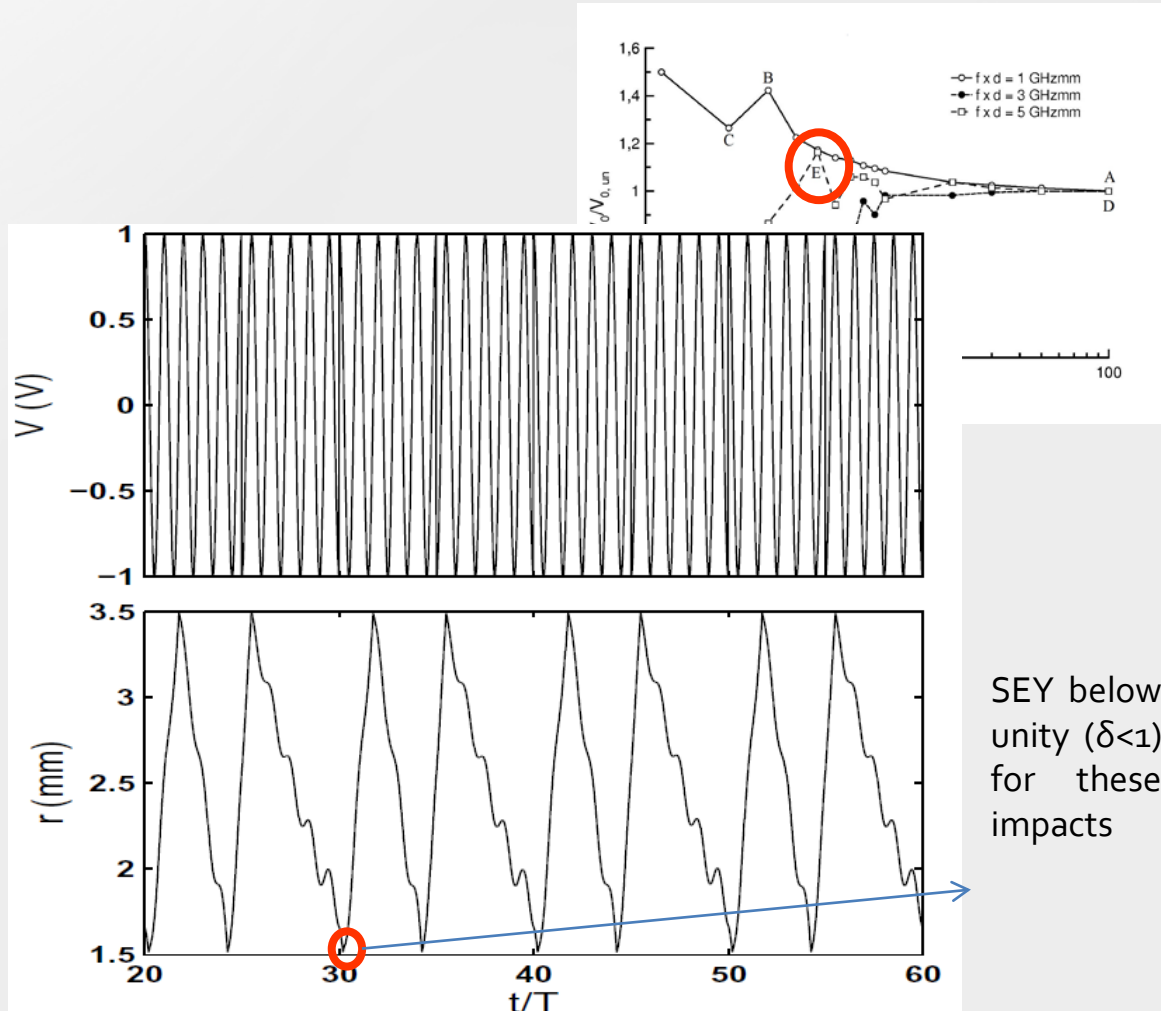 1,6
1,4
1,2
1
B
C
E
A
D
f x d = 1 GHzmm
f x d = 3 GHzmm
f x d = 5 GHzmm
/V0, un
100
1
0.5
0
−0.5
−1
V (V)
3.5
3
2.5
2
1.5
r (mm)
20 30 40 50 60
t/T
SEY below
unity (δ<1)
for these
impacts